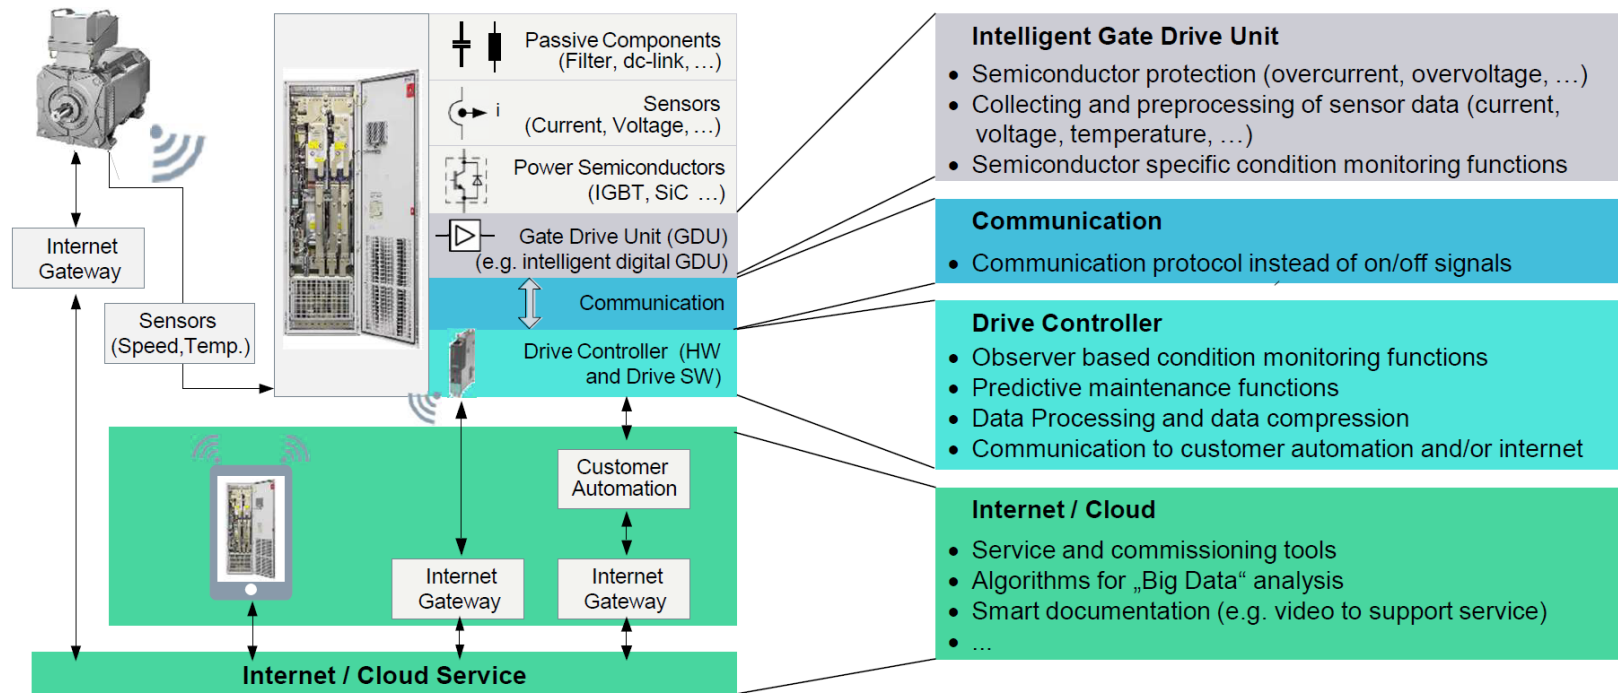 Passive Components
(Filter, dc-link, ...)
i
Sensors
(Current, Voltage, ...)
Power Semiconductors
(IGBT, SiC ...)
Gate Drive Unit (GDU)
(e.g. intelligent digital GDU)
Communication
Drive Controller (HW
and Drive SW)
Internet
Gateway
Sensors
(Speed,Temp.)
Customer
Automation
Internet
Gateway
Internet
Gateway
Internet / Cloud Service
Intelligent Gate Drive Unit
• Semiconductor protection (overcurrent, overvoltage, ...)
• Collecting and preprocessing of sensor data (current,
voltage, temperature, ...)
• Semiconductor specific condition monitoring functions
Communication
• Communication protocol instead of on/off signals
Drive Controller
• Observer based condition monitoring functions
• Predictive maintenance functions
• Data Processing and data compression
• Communication to customer automation and/or internet
Internet / Cloud
• Service and commissioning tools
• Algorithms for „Big Data“ analysis
• Smart documentation (e.g. video to support service)
• ...